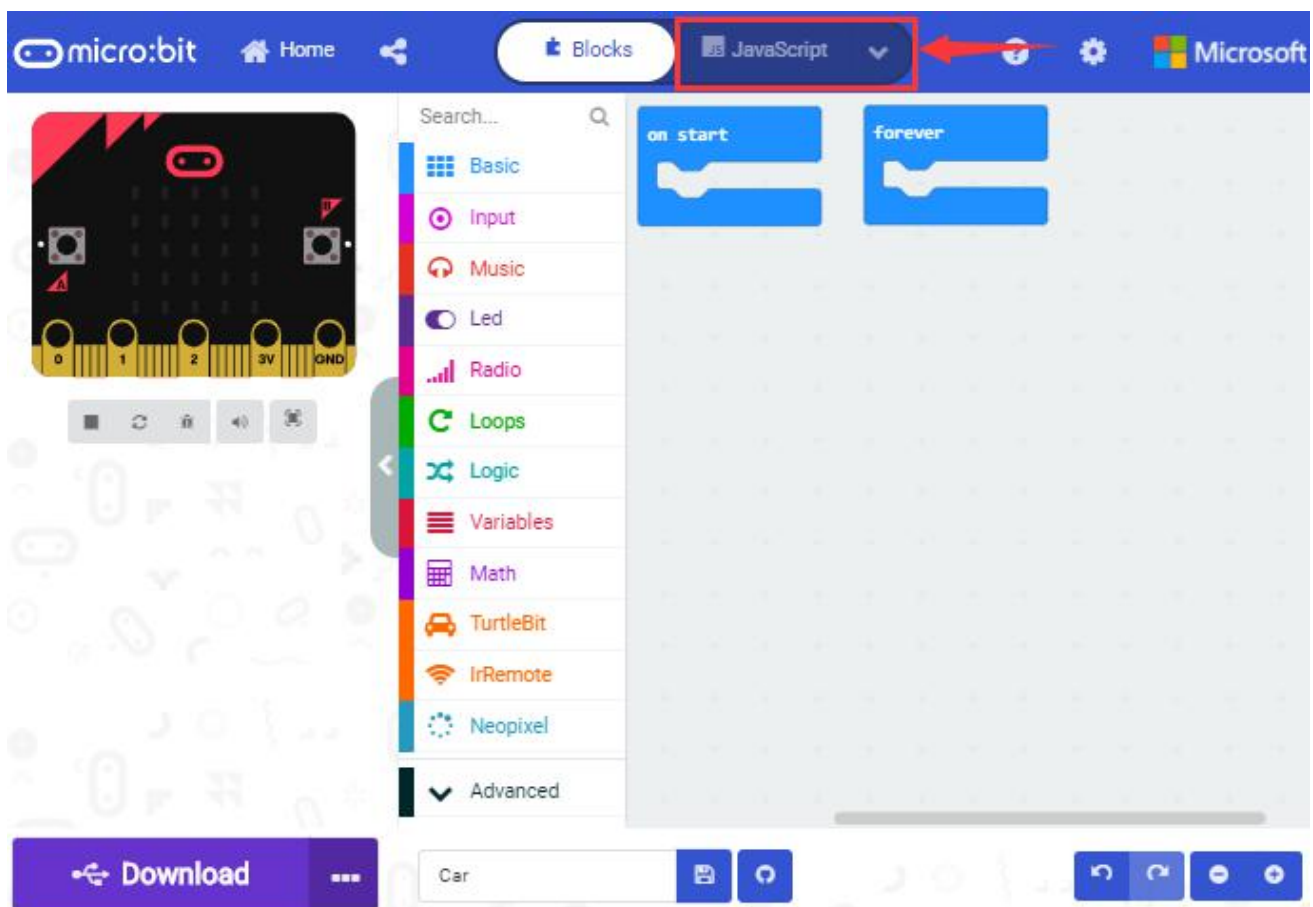 micro:bit Home Blocks JS JavaScript ? Microsoft
Search...
on start forever
Basic
B
Input
Music
A
Led
0 1 2 3V GND
Radio
Loops
Logic
Variables
Math
TurtleBit
IrRemote
Neopixel
Advanced
Download ... Car